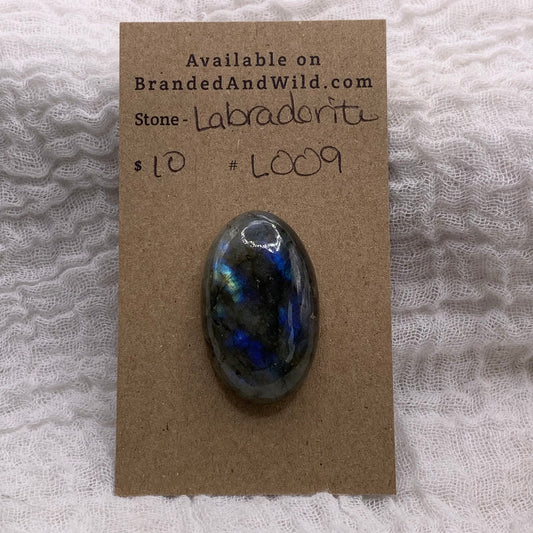 Available on
BrandedAndWild.com
Stone - Labradorite
$ 10 # L009